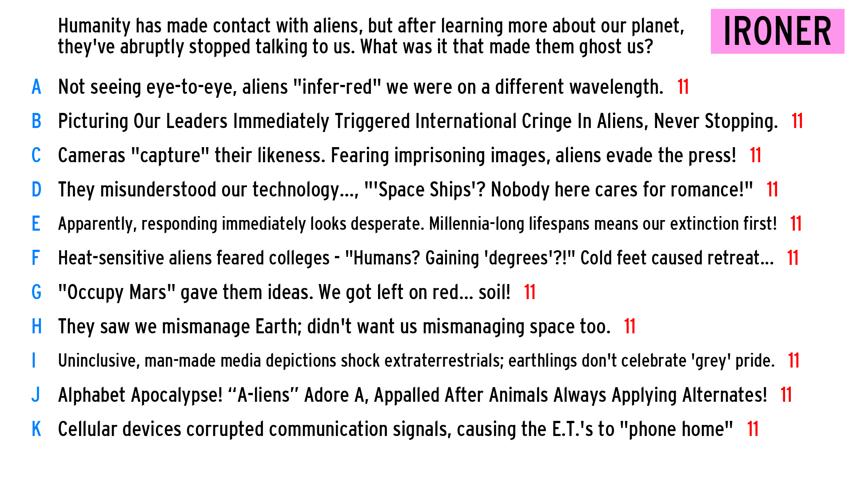 Humanity has made contact with aliens, but after learning more about our planet,
they've abruptly stopped talking to us. What was it that made them ghost us?
IRONER
A Not seeing eye-to-eye, aliens "infer-red" we were on a different wavelength. 11
B Picturing Our Leaders Immediately Triggered International Cringe In Aliens, Never Stopping. 11
C Cameras "capture" their likeness. Fearing imprisoning images, aliens evade the press! 11
D They misunderstood our technology..., "'Space Ships'? Nobody here cares for romance!" 11
E Apparently, responding immediately looks desperate. Millennia-long lifespans means our extinction first! 11
F Heat-sensitive aliens feared colleges - "Humans? Gaining 'degrees'?!" Cold feet caused retreat... 11
G "Occupy Mars" gave them ideas. We got left on red... soil! 11
H They saw we mismanage Earth; didn't want us mismanaging space too. 11
I Uninclusive, man-made media depictions shock extraterrestrials; earthlings don't celebrate 'grey' pride. 11
J Alphabet Apocalypse! “A-liens” Adore A, Appalled After Animals Always Applying Alternates! 11
K Cellular devices corrupted communication signals, causing the E.T.'s to "phone home" 11